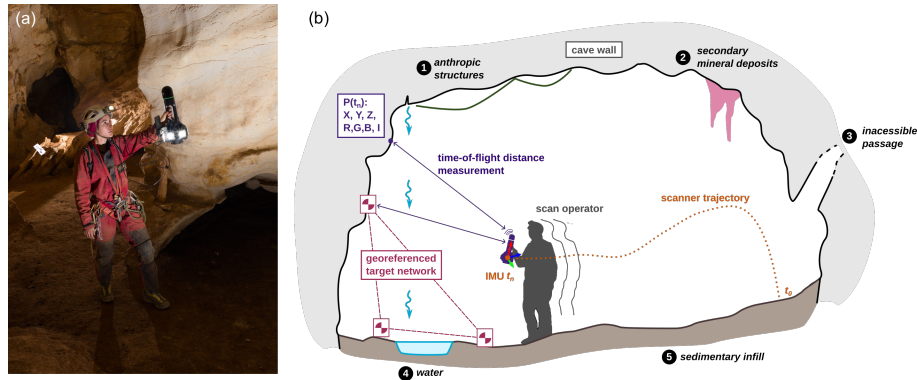 (a)
(b)
cave wall
1 anthropic
structures
2 secondary
mineral deposits
P(tn):
X, Y, Z,
R,G,B, I
3 inacessible
passage
time-of-flight distance
measurement
scan operator
scanner trajectory
georeferenced
target network
IMU tn
t0
4 water
5 sedimentary infill